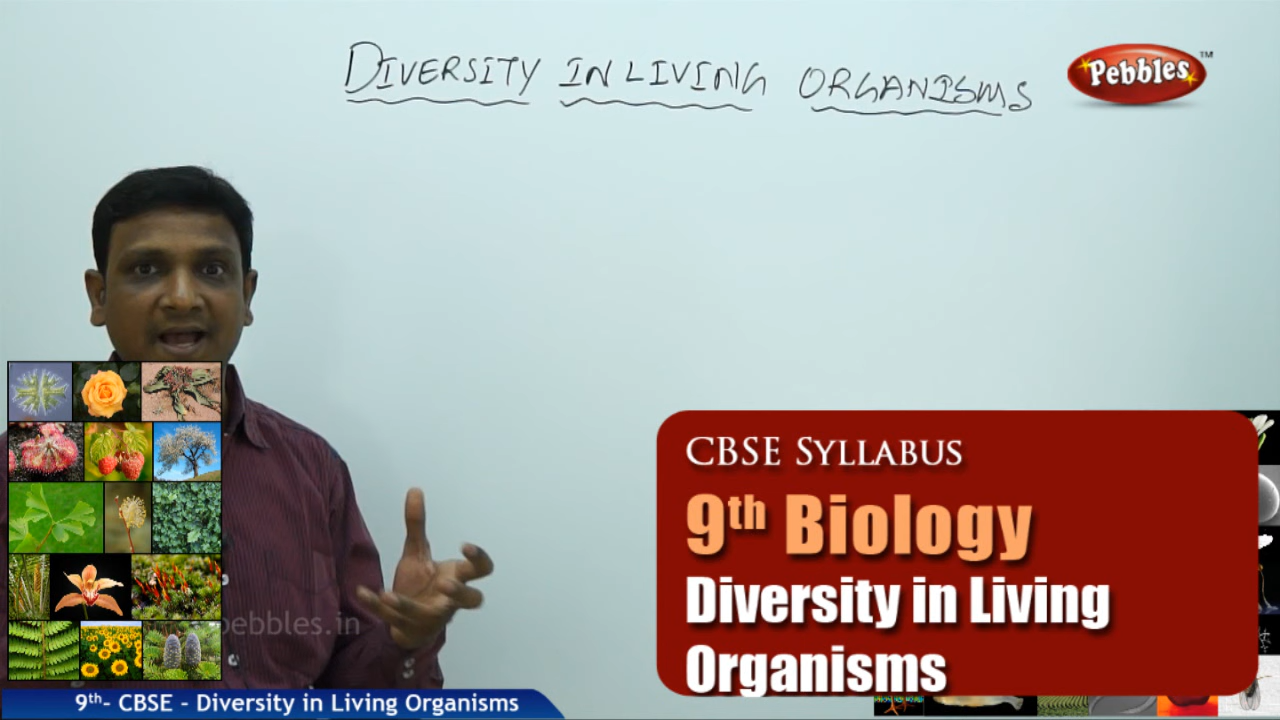 DIVERSITY IN LIVING ORGANISMS
Pebbles™
CBSE SYLLABUS
9th Biology
Diversity in Living
Organisms
pebbles.in
9th- CBSE - Diversity in Living Organisms